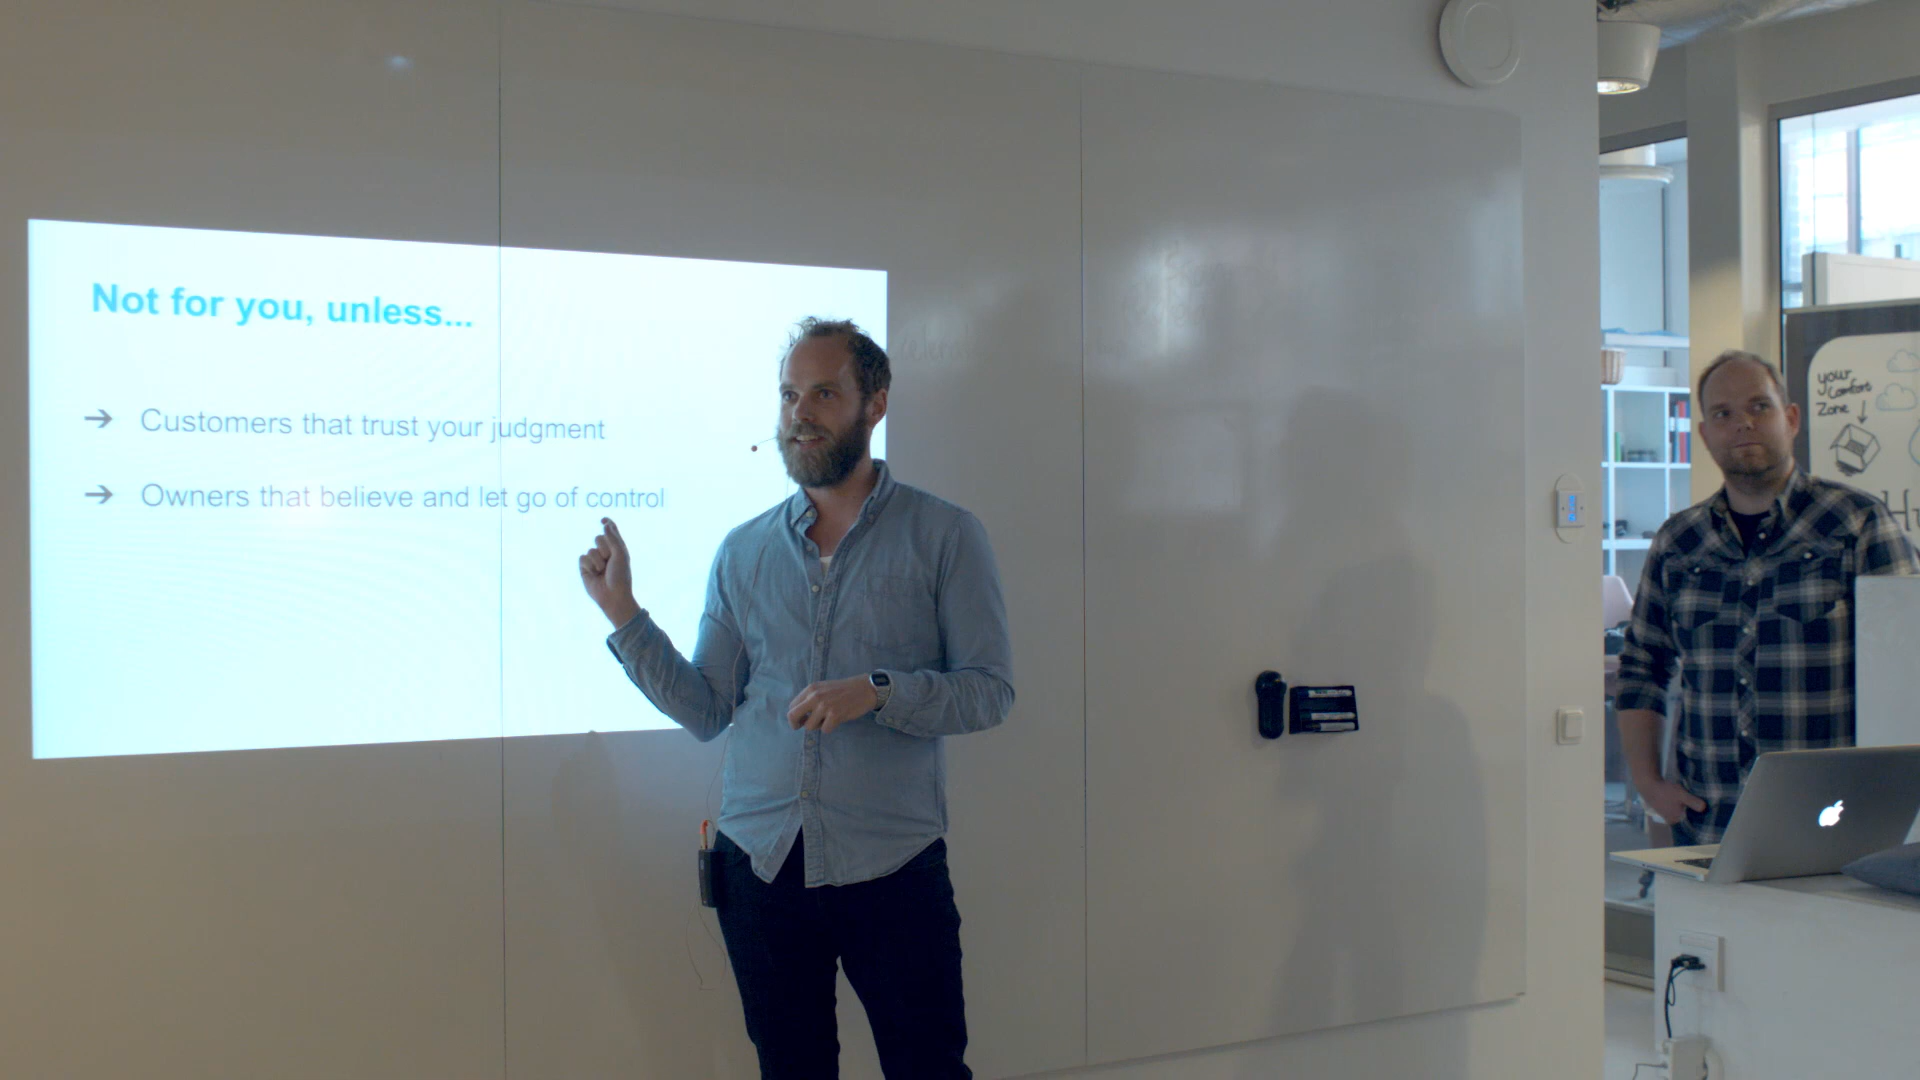 Not for you, unless...
➔ Customers that trust your judgment
➔ Owners that believe and let go of control
your
comfort
Zone